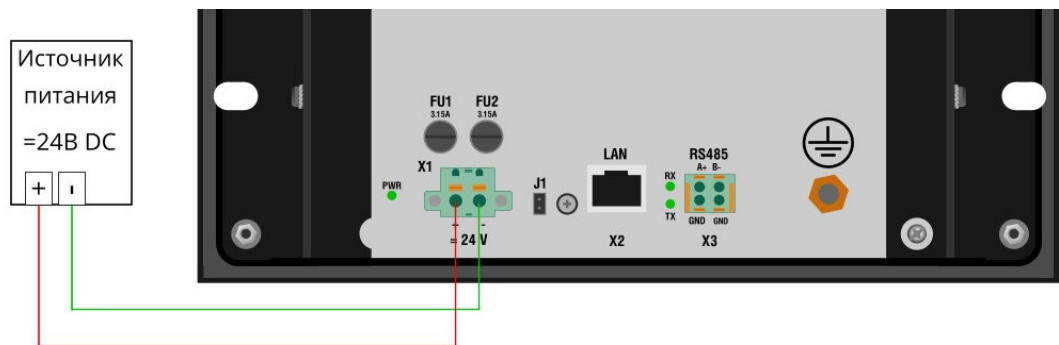 Источник
питания
=24В DC
+ -
FU1 FU2
3.15A 3.15A
X1
PWR
+ -
= 24 V
J1
LAN
X2
RS485
A+ B-
RX
TX
GND GND
X3